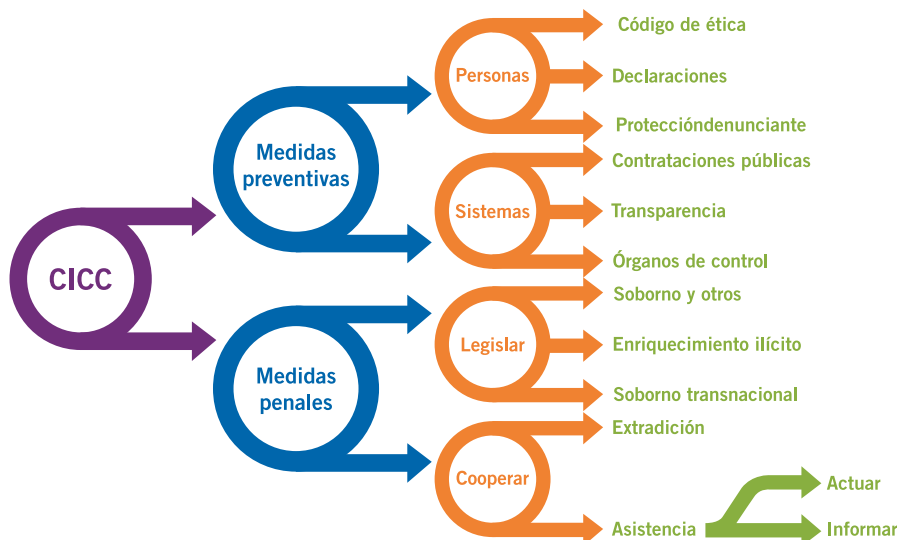 CICC
Medidas
preventivas
Personas
Código de ética
Declaraciones
Proteccióndenunciante
Sistemas
Contrataciones públicas
Transparencia
Órganos de control
Medidas
penales
Legislar
Soborno y otros
Enriquecimiento ilícito
Soborno transnacional
Cooperar
Extradición
Asistencia
Actuar
Informar